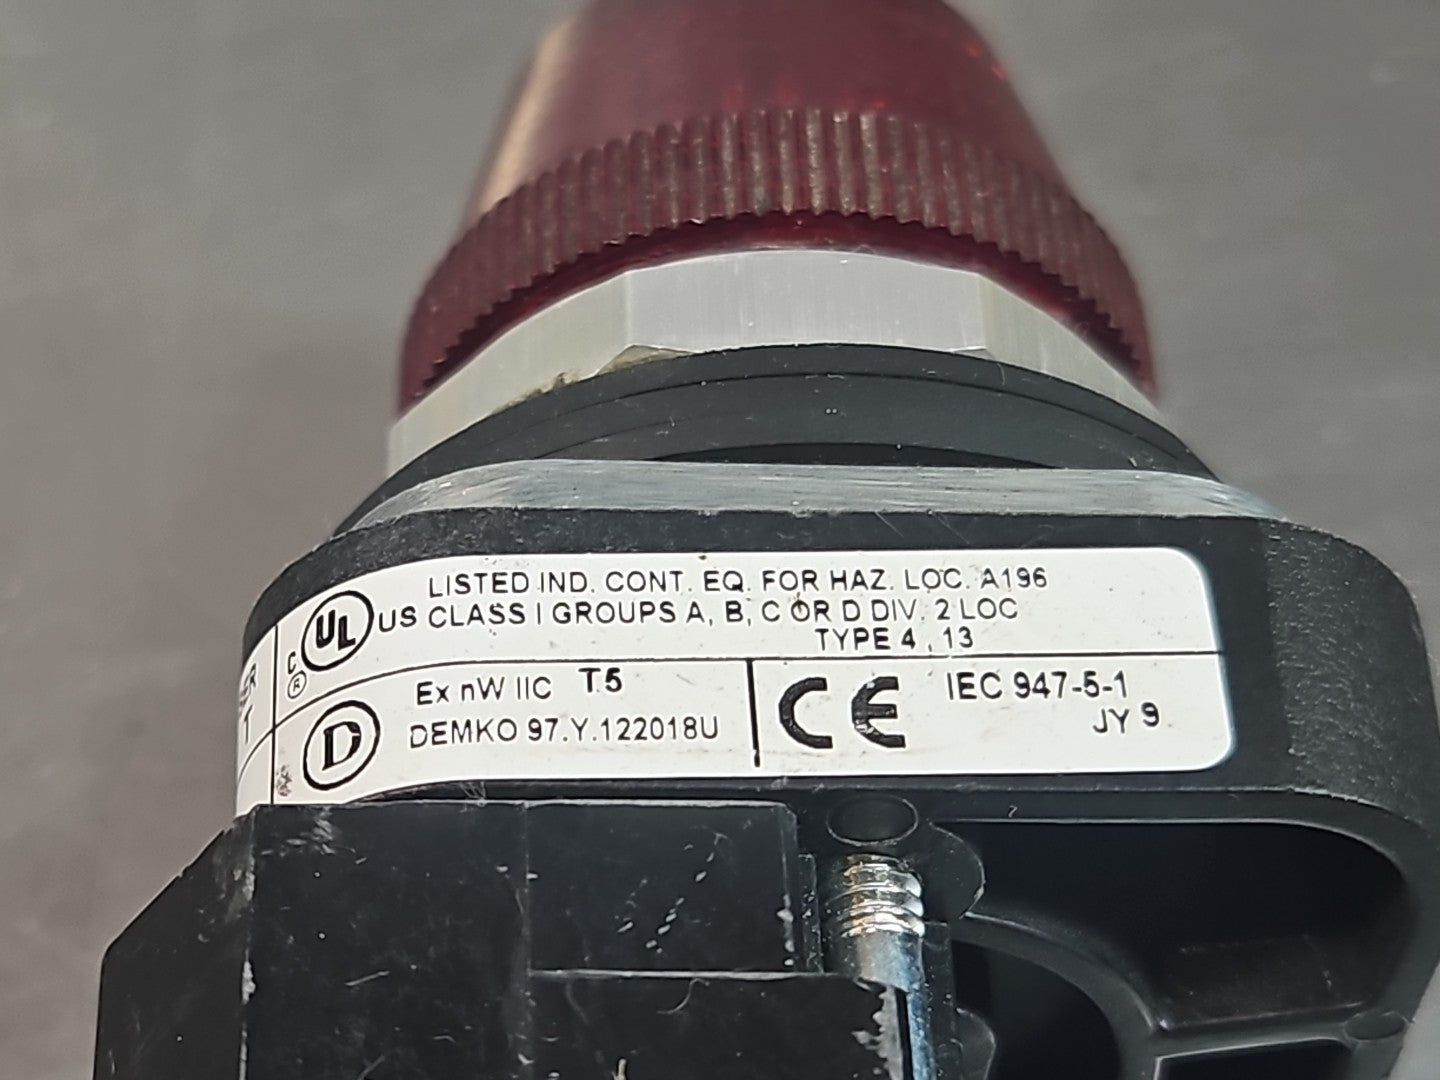 LISTED IND. CONT. EQ. FOR HAZ. LOC. A196
C UL US CLASS I GROUPS A, B, C OR D DIV. 2 LOC
®
TYPE 4 , 13
D Ex nW IIC T5
DEMKO 97.Y.122018U
CE IEC 947-5-1
JY 9
T